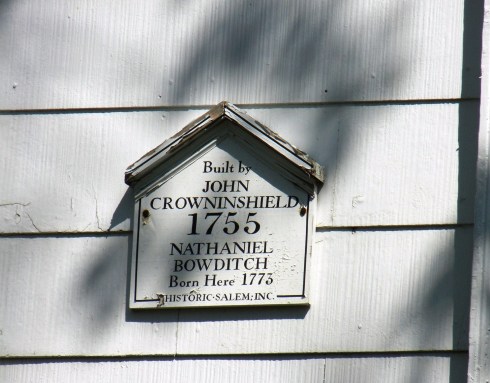 Built by
JOHN
CROWNINSHIELD
1755
NATHANIEL
BOWDITCH
Born Here 1773
HISTORIC·SALEM, INC.